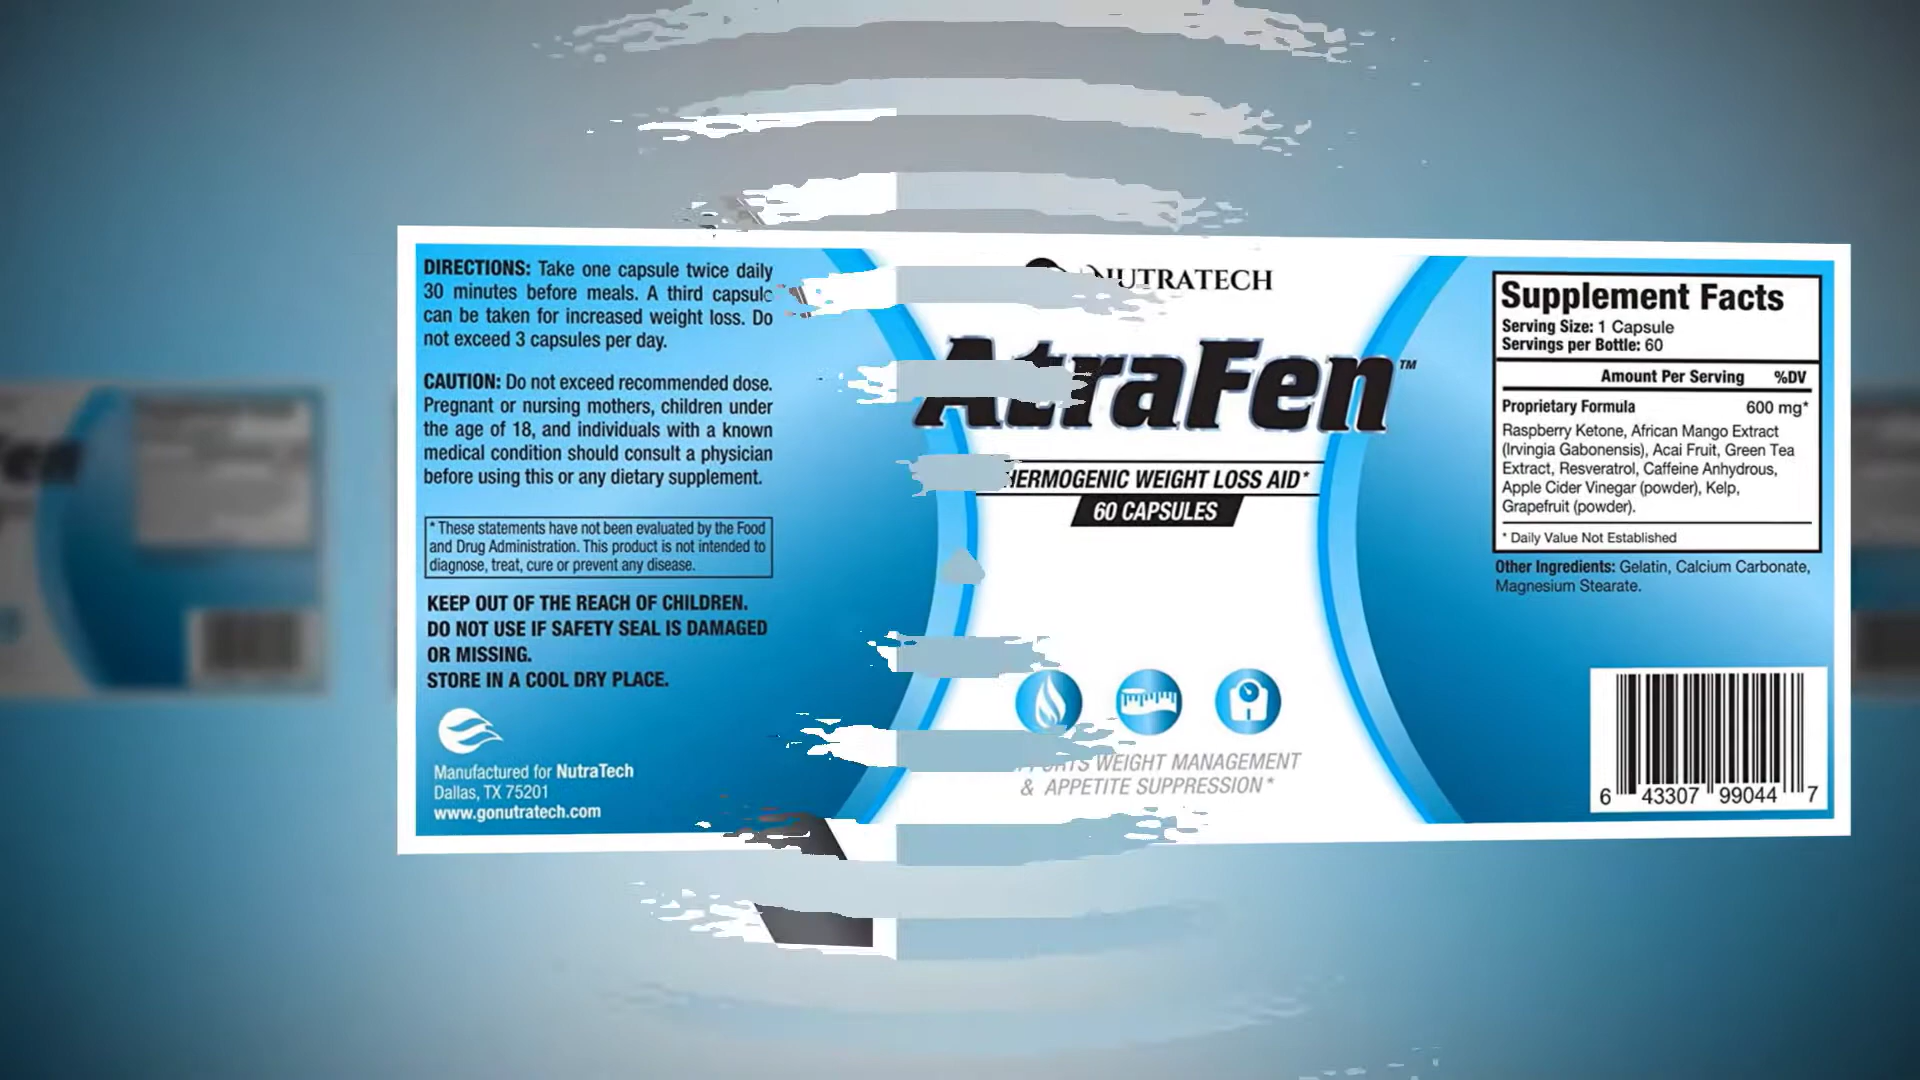 DIRECTIONS: Take one capsule twice daily
30 minutes before meals. A third capsule
can be taken for increased weight loss. Do
not exceed 3 capsules per day.
CAUTION: Do not exceed recommended dose.
Pregnant or nursing mothers, children under
the age of 18, and individuals with a known
medical condition should consult a physician
before using this or any dietary supplement.
* These statements have not been evaluated by the Food
and Drug Administration. This product is not intended to
diagnose, treat, cure or prevent any disease.
KEEP OUT OF THE REACH OF CHILDREN.
DO NOT USE IF SAFETY SEAL IS DAMAGED
OR MISSING.
STORE IN A COOL DRY PLACE.
Manufactured for NutraTech
Dallas, TX 75201
www.gonutratech.com
NUTRATECH
AtraFen™
HERMOGENIC WEIGHT LOSS AID*
60 CAPSULES
WEIGHT MANAGEMENT
& APPETITE SUPPRESSION*
Supplement Facts
Serving Size: 1 Capsule
Servings per Bottle: 60
Amount Per Serving %DV
Proprietary Formula 600 mg*
Raspberry Ketone, African Mango Extract
(Irvingia Gabonensis), Acai Fruit, Green Tea
Extract, Resveratrol, Caffeine Anhydrous,
Apple Cider Vinegar (powder), Kelp,
Grapefruit (powder).
* Daily Value Not Established
Other Ingredients: Gelatin, Calcium Carbonate,
Magnesium Stearate.
6 43307 99044 7